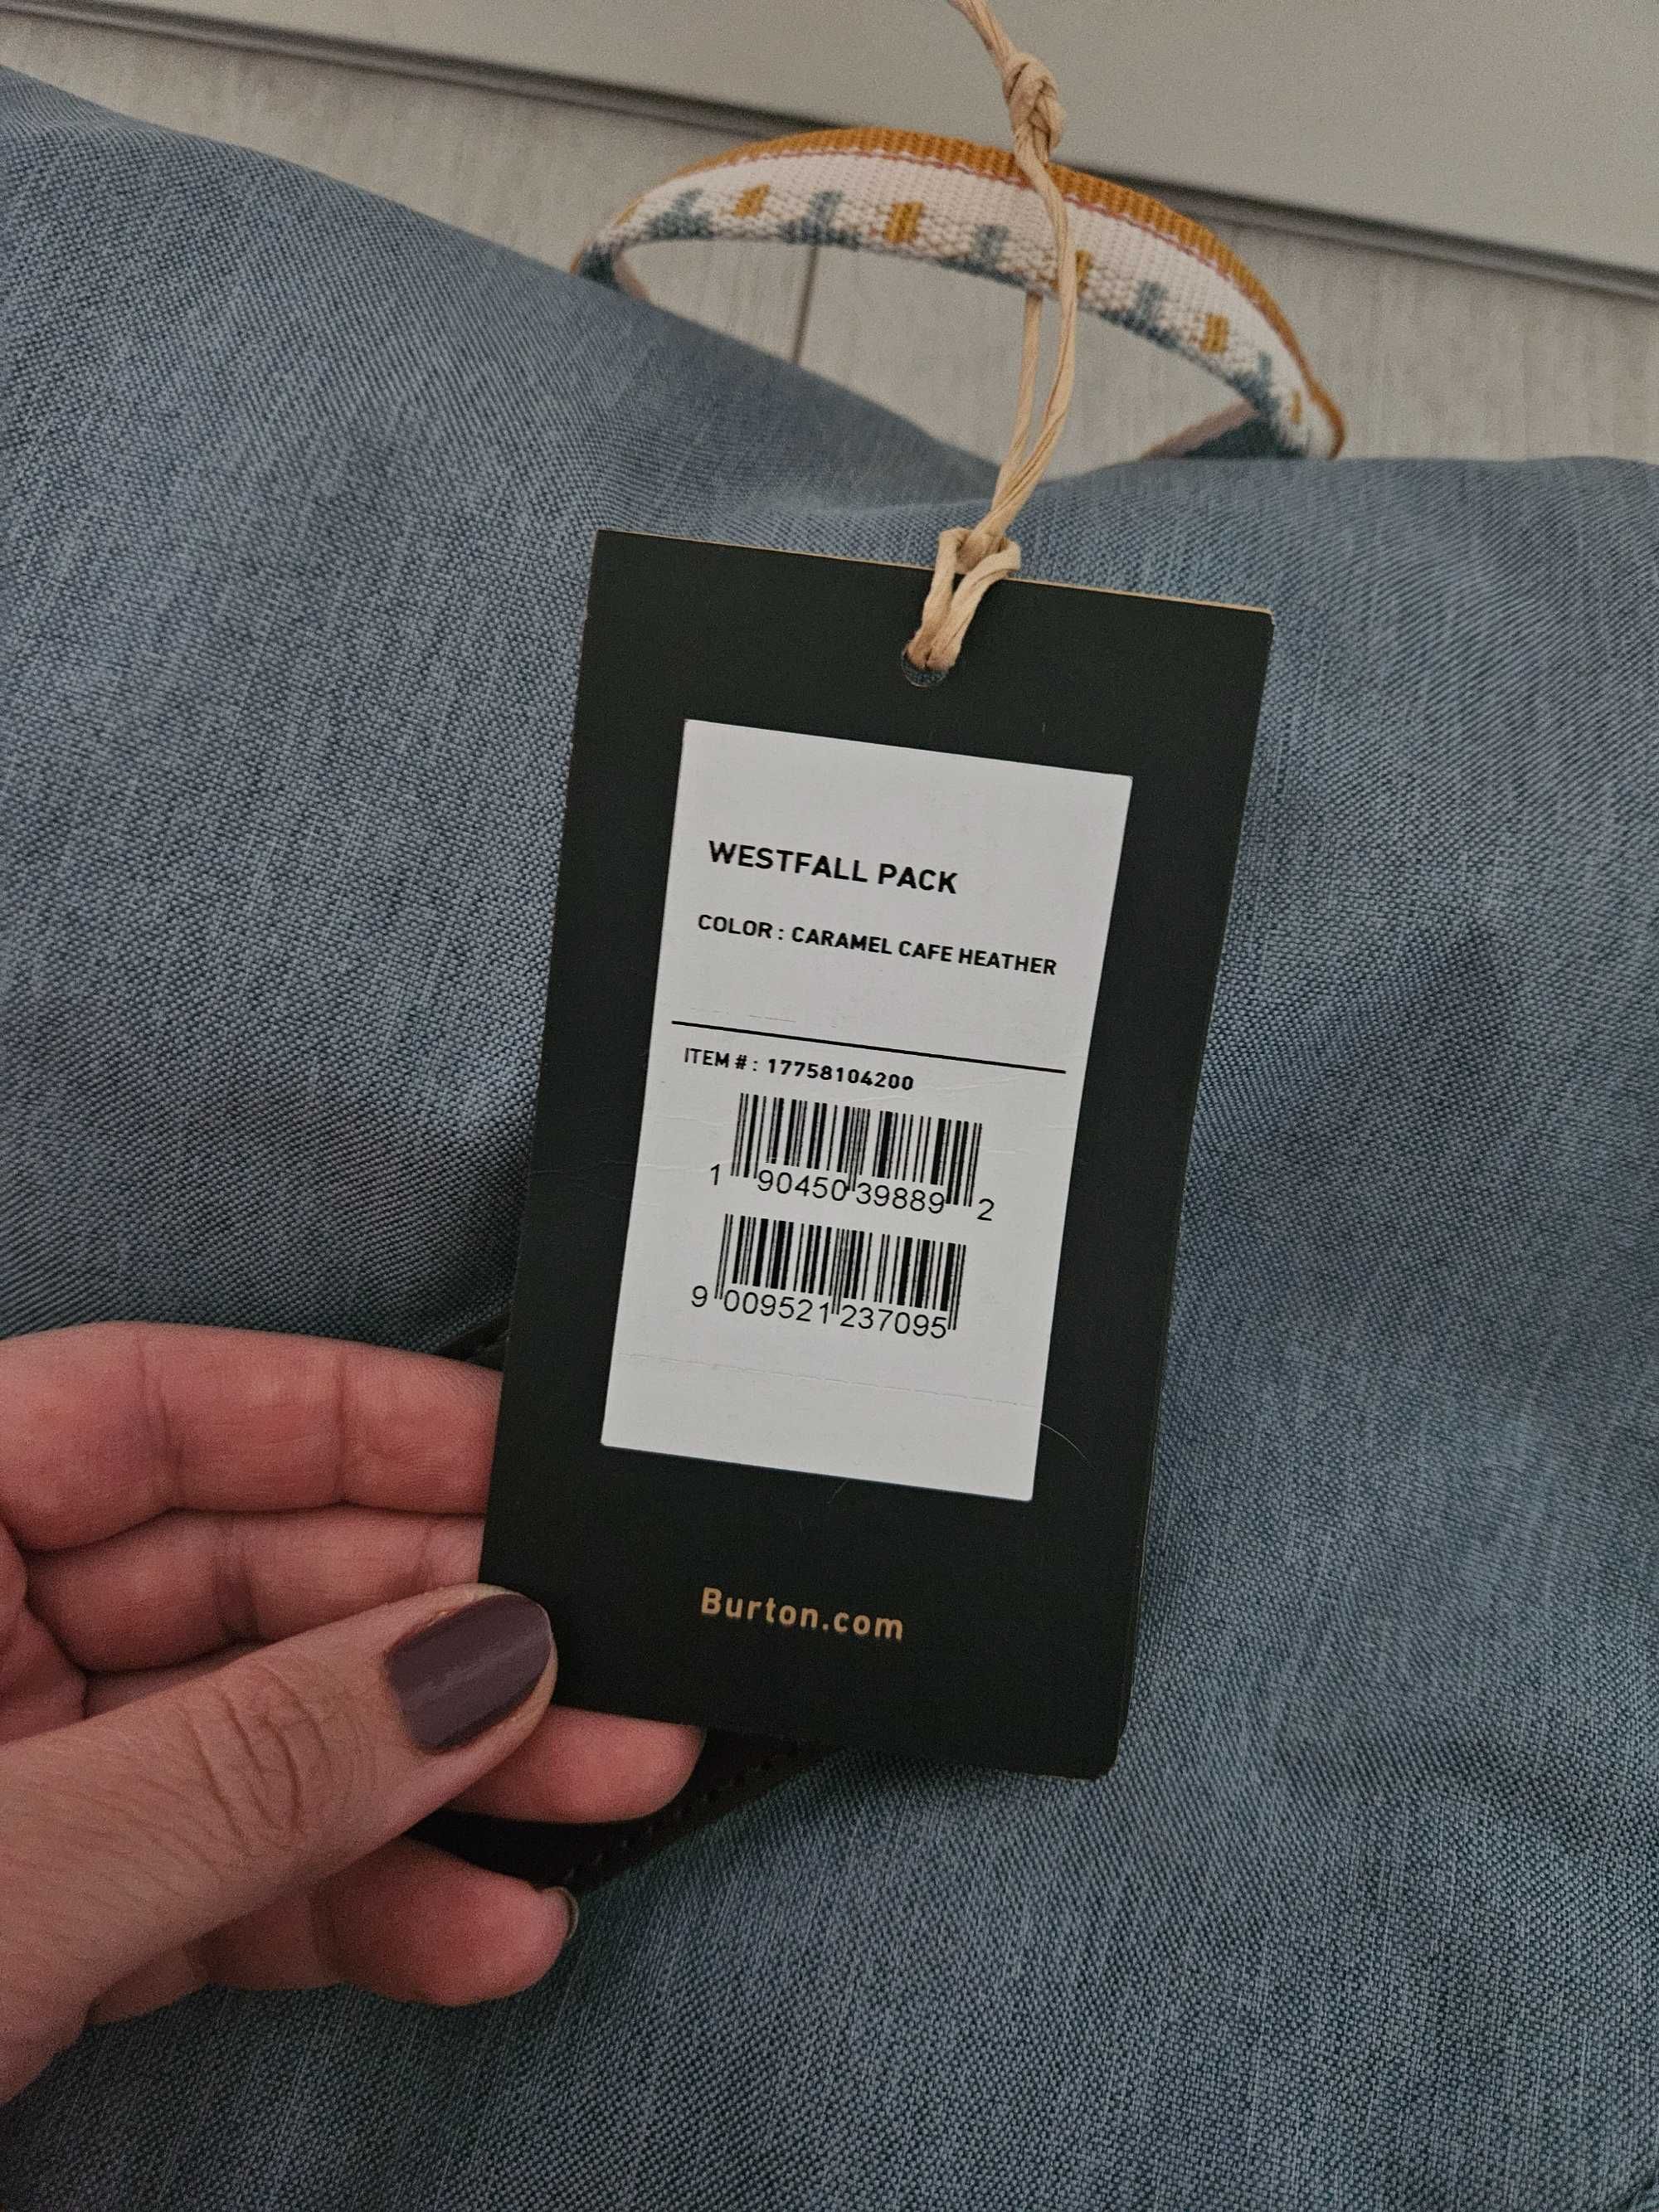 WESTFALL PACK
COLOR : CARAMEL CAFE HEATHER
ITEM # : 17758104200
1 90450 39889 2
9 009521 237095
Burton.com